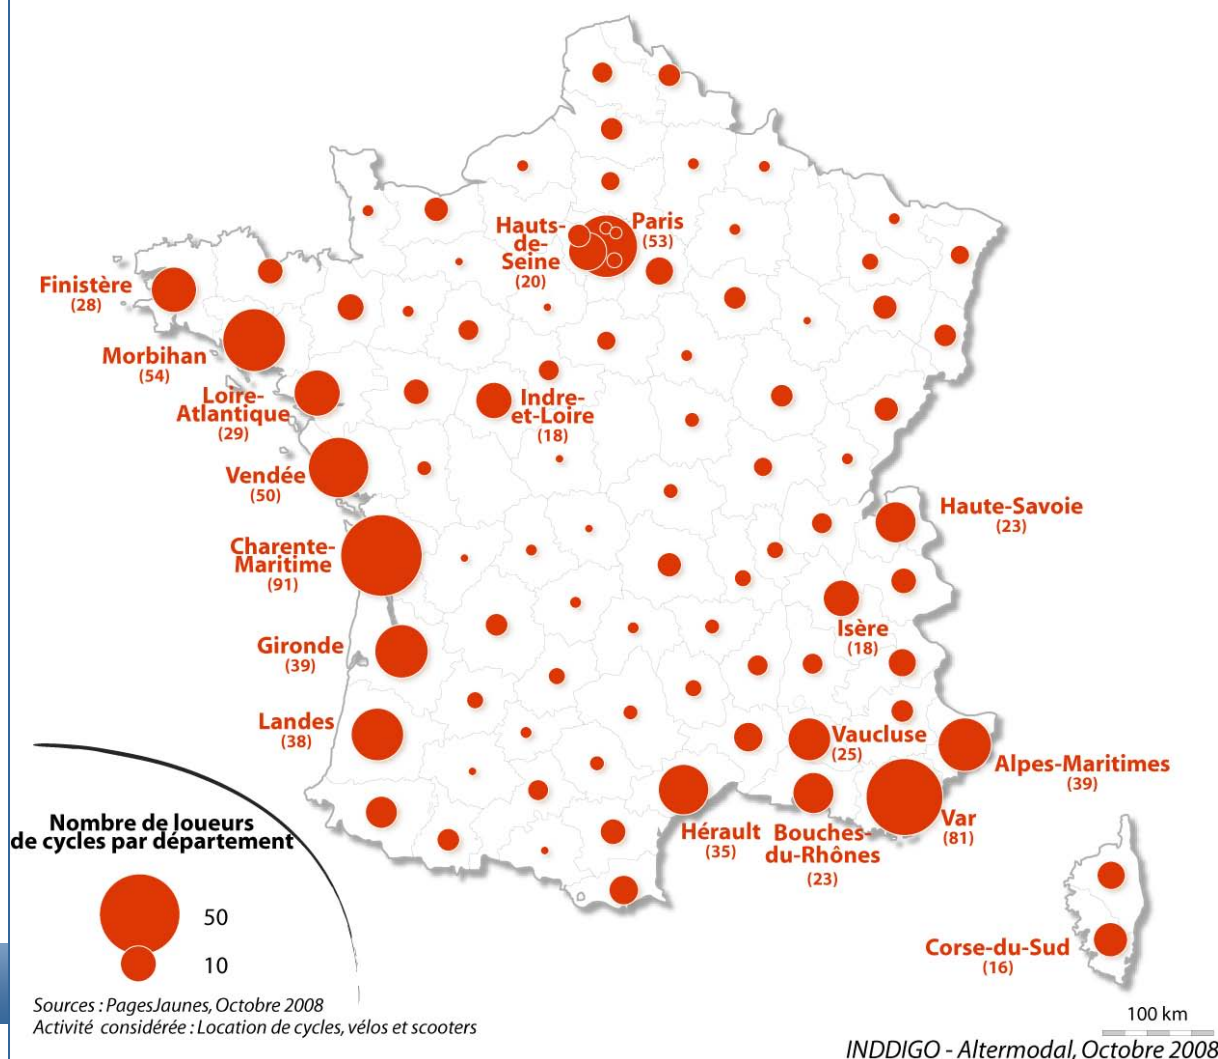 Hauts-
de-
Seine
(20)
Paris
(53)
Finistère
(28)
Morbihan
(54)
Loire-
Atlantique
(29)
Indre-
et-Loire
(18)
Vendée
(50)
Haute-Savoie
(23)
Charente-
Maritime
(91)
Isère
(18)
Gironde
(39)
Landes
(38)
Vaucluse
(25)
Alpes-Maritimes
(39)
Var
(81)
Hérault
(35)
Bouches-
du-Rhônes
(23)
Corse-du-Sud
(16)
Nombre de loueurs
de cycles par département
50
10
Sources : PagesJaunes, Octobre 2008
Activité considérée : Location de cycles, vélos et scooters
100 km
INDDIGO - Altermodal, Octobre 2008